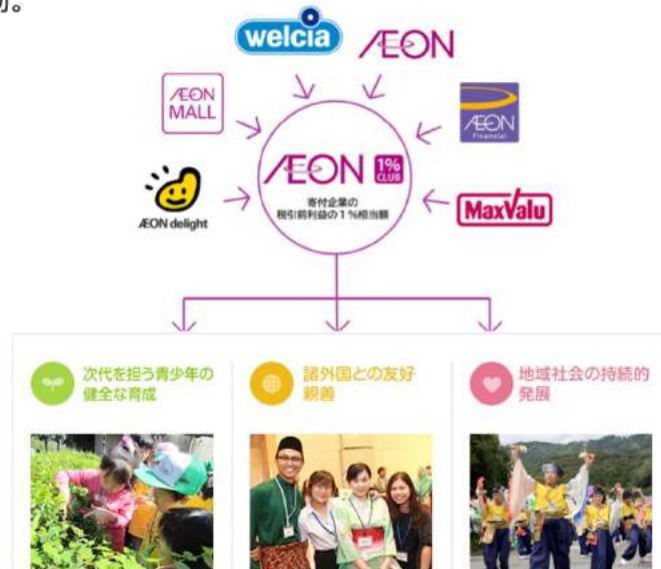 welcia
ÆON
ÆON
MALL
ÆON
Financial
ÆON delight
ÆON 1%
CLUB
寄付企業の
税引前利益の1%相当額
MaxValu
次代を担う青少年の
健全な育成
諸外国との友好
親善
地域社会の持続的
発展